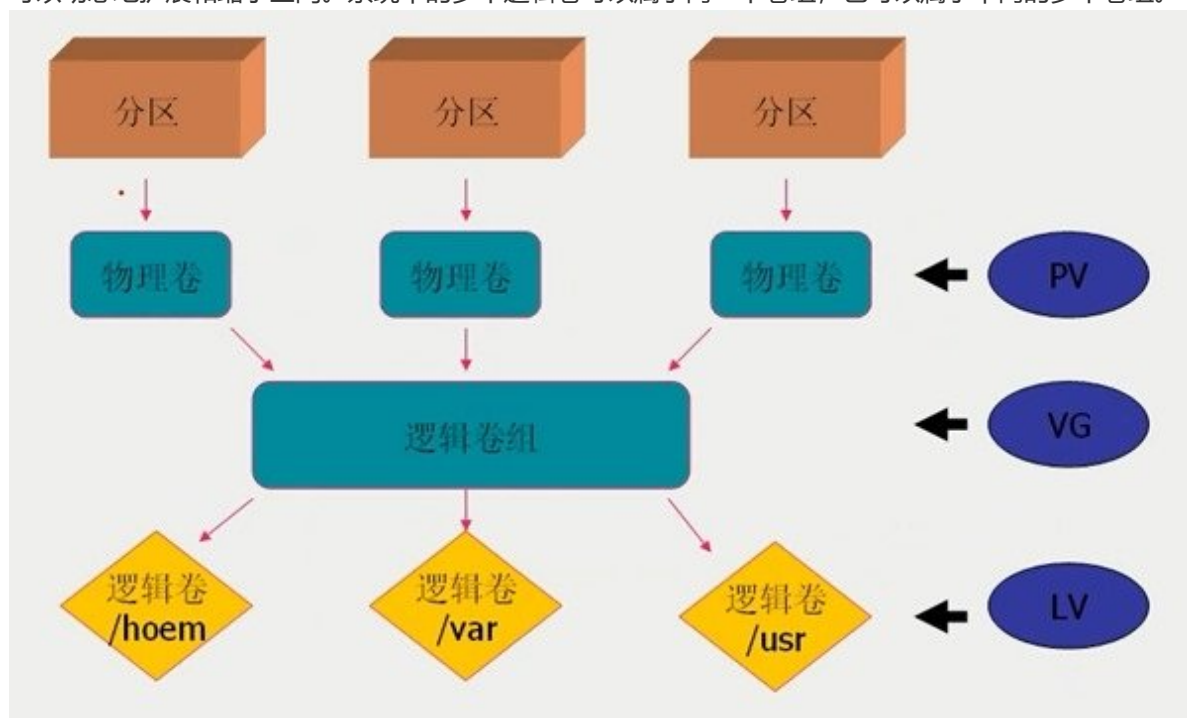 分区 分区 分区
物理卷 物理卷 物理卷 PV
逻辑卷组 VG
逻辑卷 逻辑卷 逻辑卷 LV
/hoem /var /usr